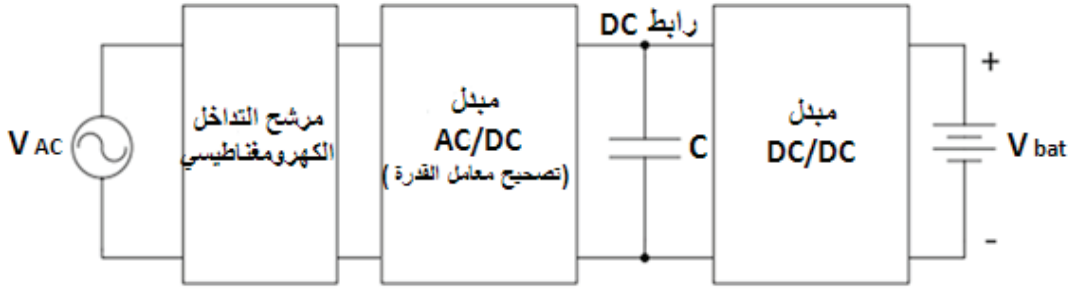 رابط DC
V AC
مرشح التداخل
الكهرومغناطيسي
مبدل
AC/DC
(تصحيح معامل القدرة )
C
مبدل
DC/DC
+
V bat
-